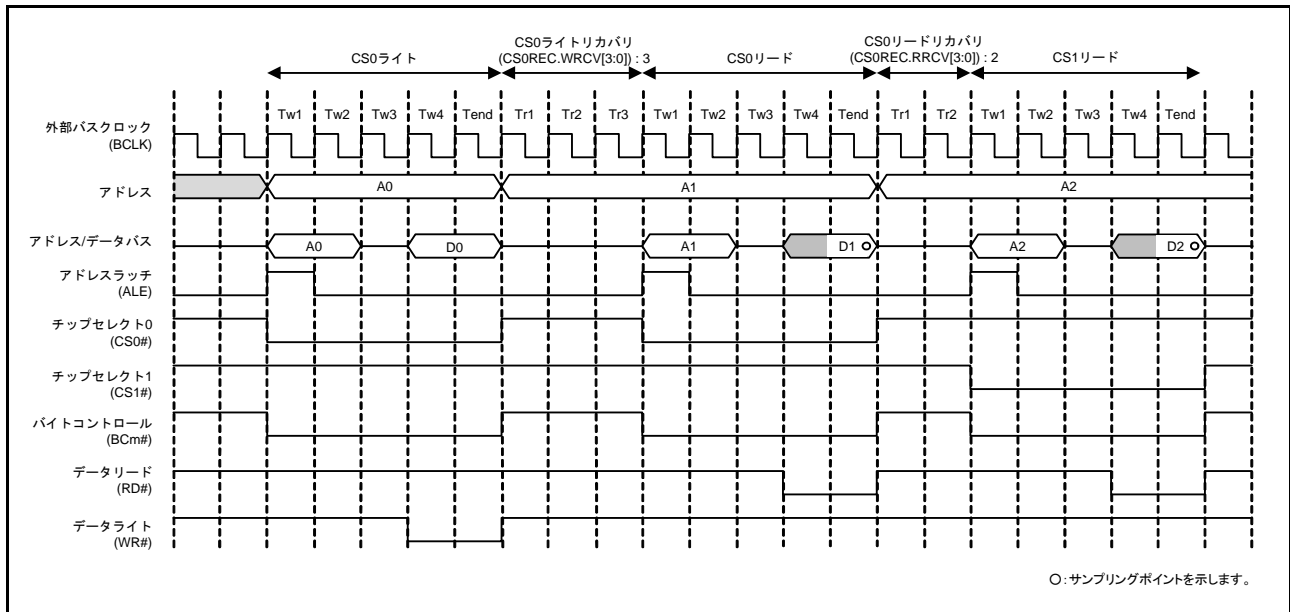 CS0ライト
CS0ライトリカバリ
(CS0REC.WRCV[3:0]) : 3
CS0リード
CS0リードリカバリ
(CS0REC.RRCV[3:0]) : 2
CS1リード
Tw1 Tw2 Tw3 Tw4 Tend Tr1 Tr2 Tr3 Tw1 Tw2 Tw3 Tw4 Tend Tr1 Tr2 Tw1 Tw2 Tw3 Tw4 Tend
外部バスクロック
(BCLK)
アドレス A0 A1 A2
アドレス/データバス A0 D0 A1 D1 A2 D2
アドレスラッチ
(ALE)
チップセレクト0
(CS0#)
チップセレクト1
(CS1#)
バイトコントロール
(BCm#)
データリード
(RD#)
データライト
(WR#)
○:サンプリングポイントを示します。